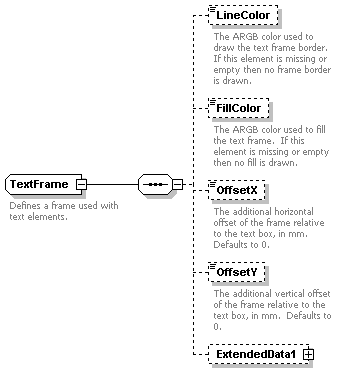 LineColor
The ARGB color used to
draw the text frame border.
If this element is missing or
empty then no frame border
is drawn.
FillColor
The ARGB color used to fill
the text frame.  If this
element is missing or empty
then no fill is drawn.
TextFrame
Defines a frame used with
text elements.
OffsetX
The additional horizontal
offset of the frame relative
to the text box, in mm.
Defaults to 0.
OffsetY
The additional vertical offset
of the frame relative to the
text box, in mm.  Defaults to
0.
ExtendedData1